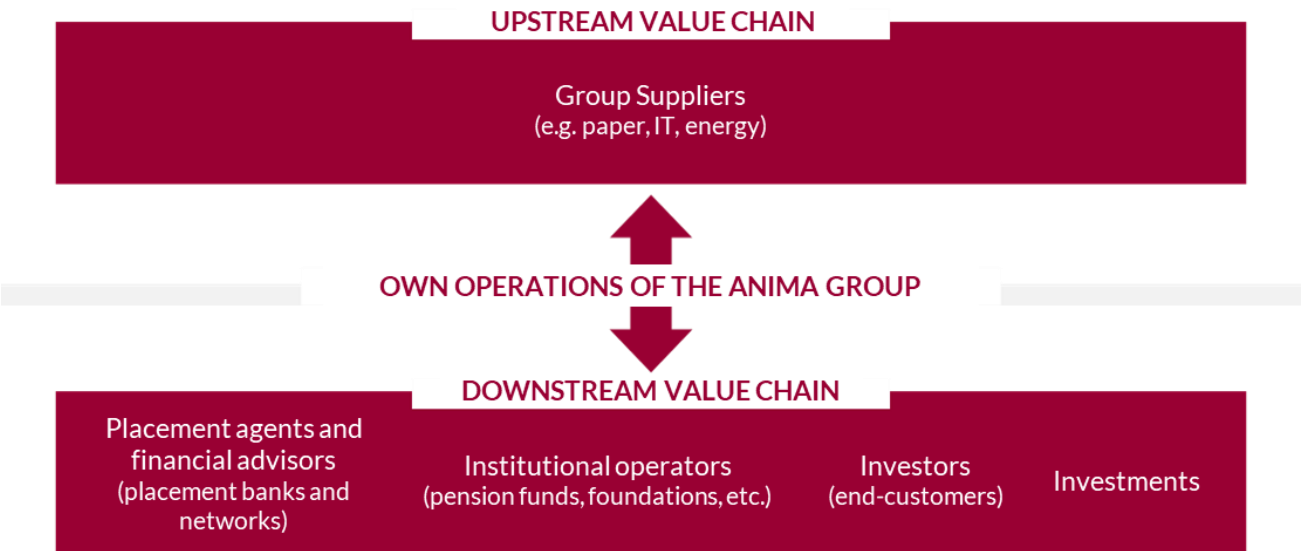 UPSTREAM VALUE CHAIN
Group Suppliers
(e.g. paper, IT, energy)
OWN OPERATIONS OF THE ANIMA GROUP
DOWNSTREAM VALUE CHAIN
Placement agents and
financial advisors
(placement banks and
networks)
Institutional operators
(pension funds, foundations, etc.)
Investors
(end-customers)
Investments